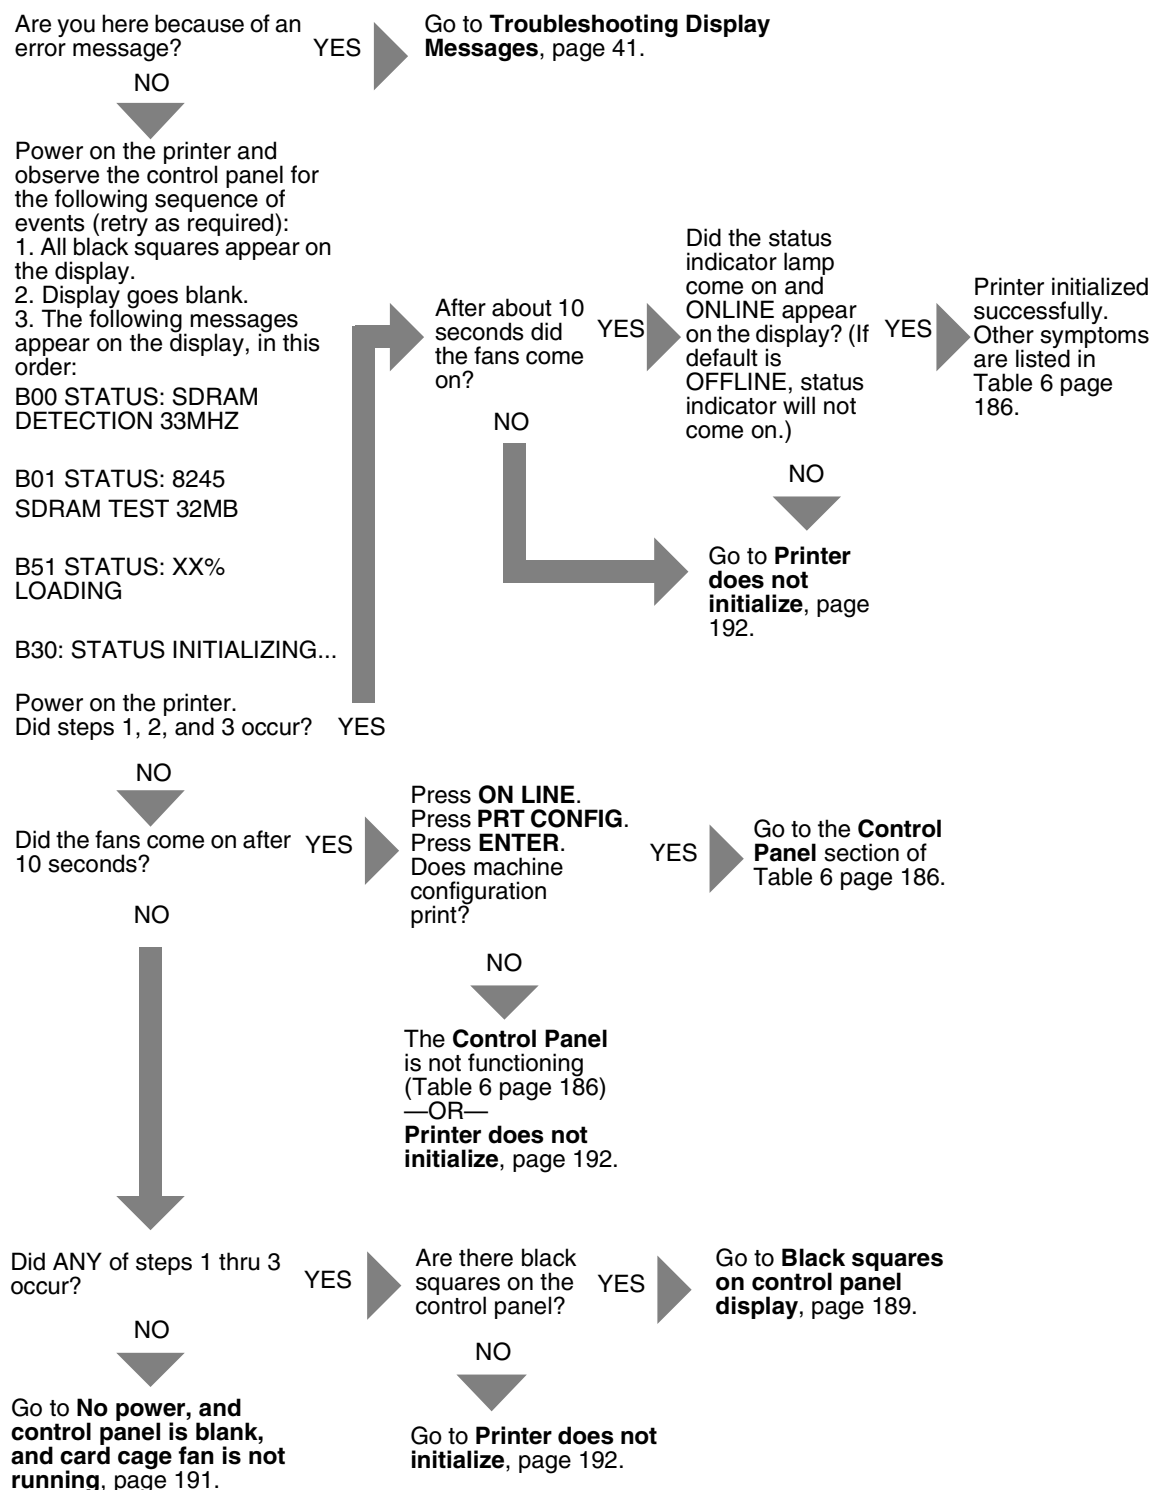 Are you here because of an
error message?
YES
Go to Troubleshooting Display
Messages, page 41.
NO
Power on the printer and
observe the control panel for
the following sequence of
events (retry as required):
1. All black squares appear on
the display.
2. Display goes blank.
3. The following messages
appear on the display, in this
order:
B00 STATUS: SDRAM
DETECTION 33MHZ
B01 STATUS: 8245
SDRAM TEST 32MB
B51 STATUS: XX%
LOADING
B30: STATUS INITIALIZING...
Power on the printer.
Did steps 1, 2, and 3 occur?
YES
After about 10
seconds did
the fans come
on?
YES
Did the status
indicator lamp
come on and
ONLINE appear
on the display? (If
default is
OFFLINE, status
indicator will not
come on.)
YES
Printer initialized
successfully.
Other symptoms
are listed in
Table 6 page
186.
NO
NO
Go to Printer
does not
initialize, page
192.
NO
Did the fans come on after
10 seconds?
YES
Press ON LINE.
Press PRT CONFIG.
Press ENTER.
Does machine
configuration
print?
YES
Go to the Control
Panel section of
Table 6 page 186.
NO
NO
The Control Panel
is not functioning
(Table 6 page 186)
—OR—
Printer does not
initialize, page 192.
Did ANY of steps 1 thru 3
occur?
YES
Are there black
squares on the
control panel?
YES
Go to Black squares
on control panel
display, page 189.
NO
NO
Go to No power, and
control panel is blank,
and card cage fan is not
running, page 191.
Go to Printer does not
initialize, page 192.